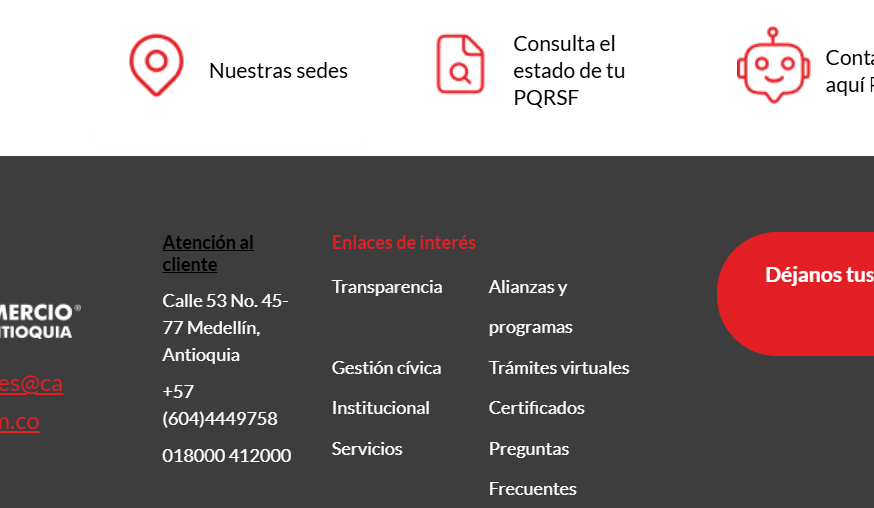 Nuestras sedes
Consulta el
estado de tu
PQRSF
aquí
Atención al
cliente
Calle 53 No. 45-
77 Medellín,
Antioquia
+57
(604)4449758
018000 412000
Enlaces de interés
Transparencia
Gestión cívica
Institucional
Servicios
Alianzas y
programas
Trámites virtuales
Certificados
Preguntas
Frecuentes
Déjanos tus
MERCIO®
TIOQUIA
es@ca
m.co